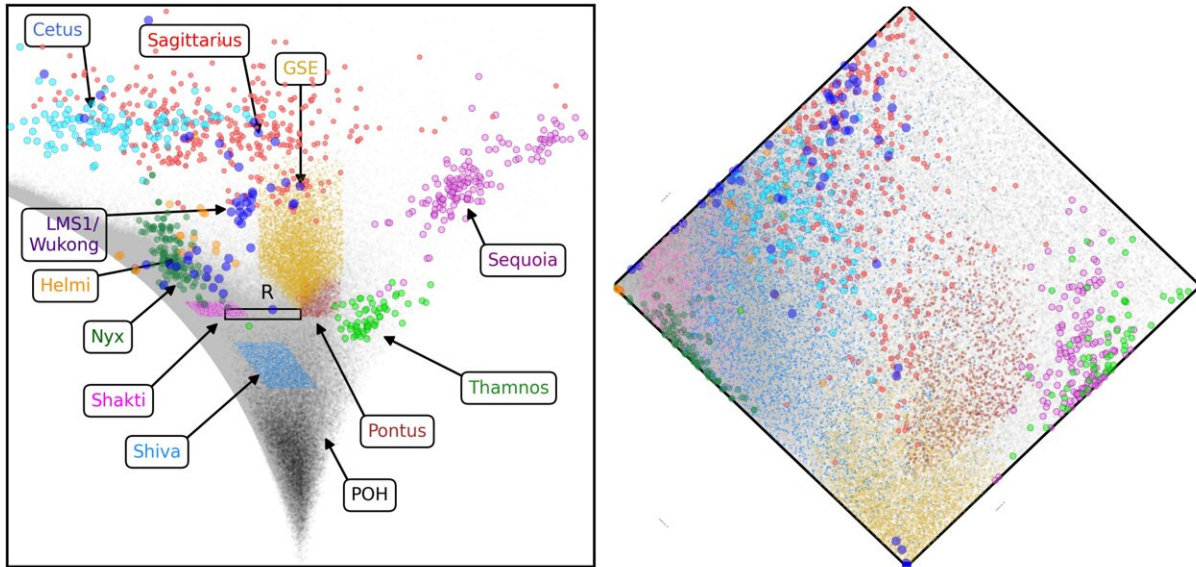 Cetus
Sagittarius
GSE
LMS1/
Wukong
Sequoia
Helmi
R
Nyx
Shakti
Thamnos
Shiva
Pontus
POH